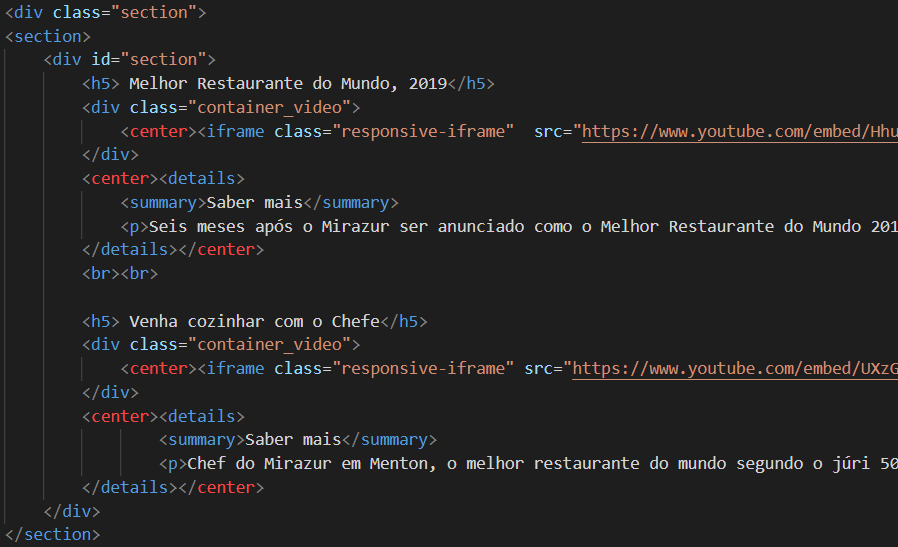 <div class="section">
<section>
<div id="section">
<h5> Melhor Restaurante do Mundo, 2019</h5>
<div class="container_video">
<center><iframe class="responsive-iframe"  src="https://www.youtube.com/embed/Hhu
</div>
<center><details>
<summary>Saber mais</summary>
<p>Seis meses após o Mirazur ser anunciado como o Melhor Restaurante do Mundo 201
</details></center>
<br><br>
<h5> Venha cozinhar com o Chefe</h5>
<div class="container_video">
<center><iframe class="responsive-iframe" src="https://www.youtube.com/embed/UXzG
</div>
<center><details>
<summary>Saber mais</summary>
<p>Chef do Mirazur em Menton, o melhor restaurante do mundo segundo o júri 50
</details></center>
</div>
</section>